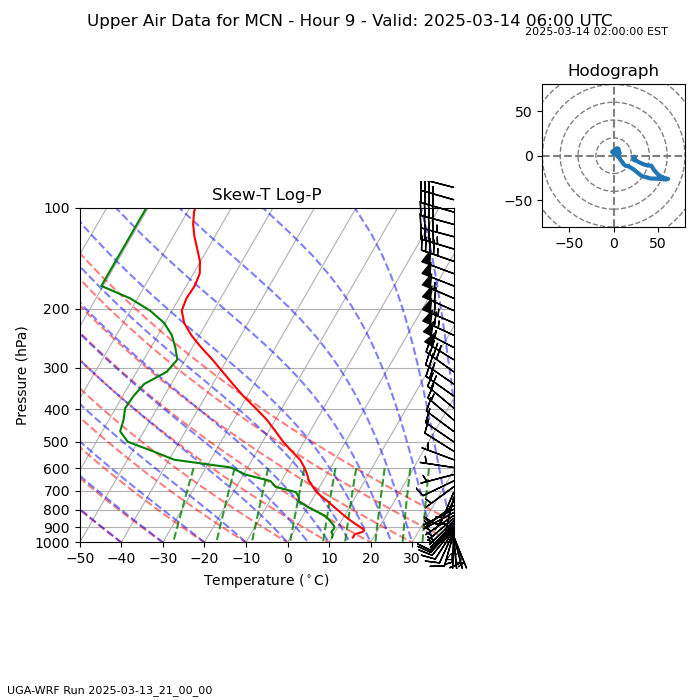 Upper Air Data for MCN - Hour 9 - Valid: 2025-03-14 06:00 UTC
2025-03-14 02:00:00 EST
Hodograph
50
0
−50
−50 0 50
Skew-T Log-P
100
200
300
400
500
600
700
800
900
1000
Pressure (hPa)
−50 −40 −30 −20 −10 0 10 20 30
Temperature (°C)
UGA-WRF Run 2025-03-13_21_00_00